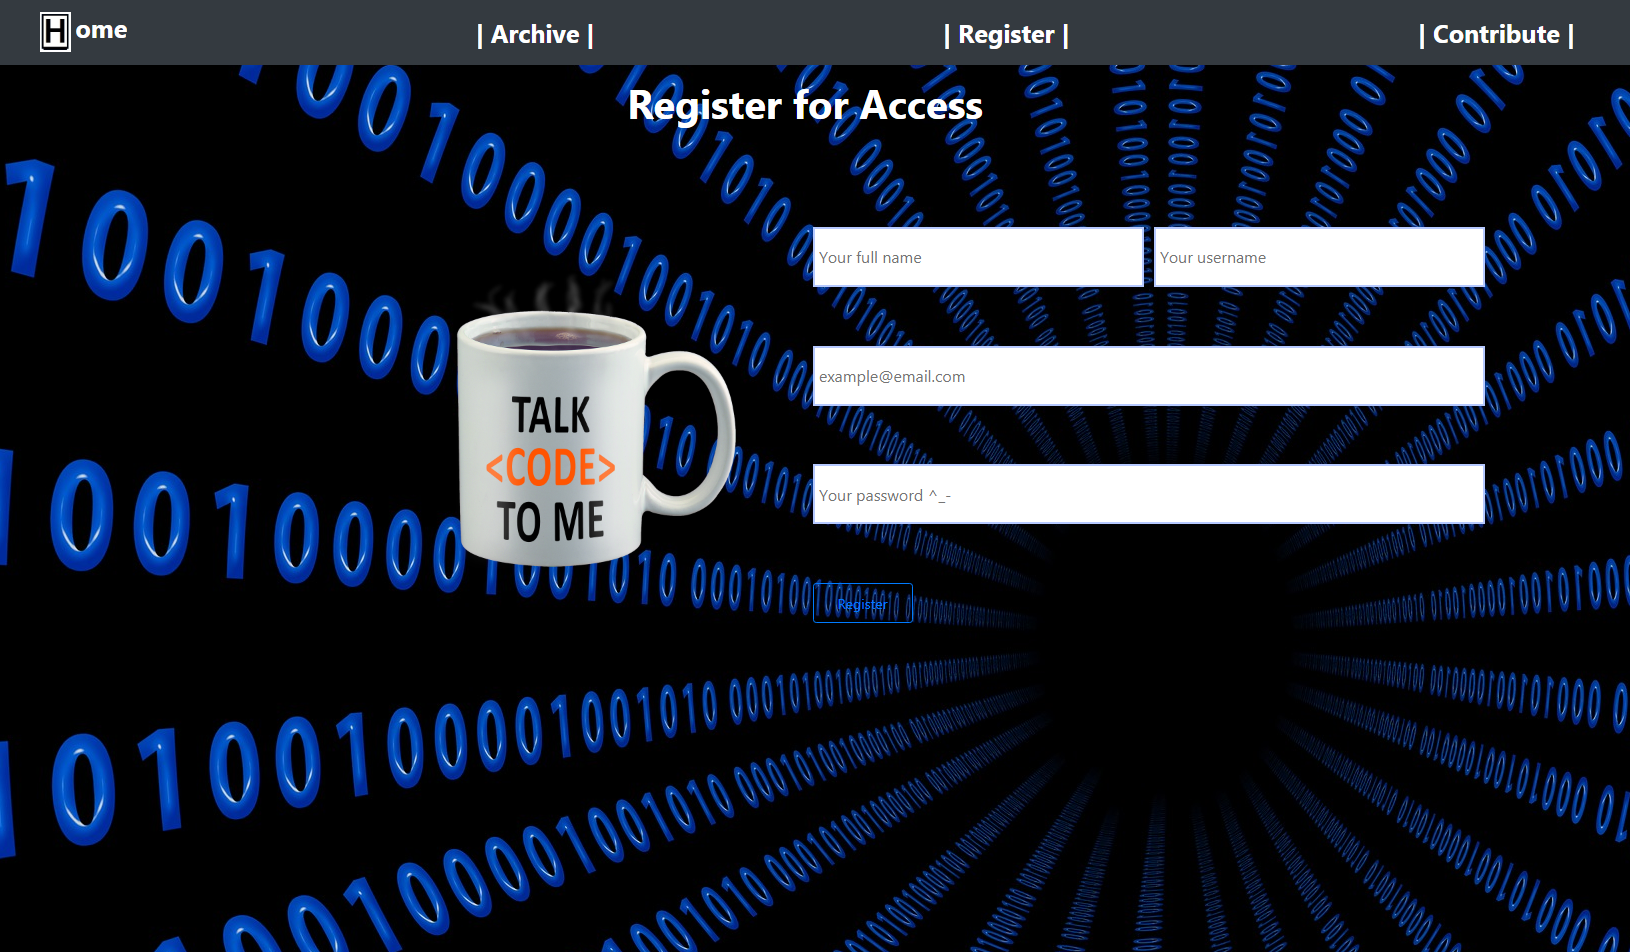 Home
| Archive |
| Register |
| Contribute |
Register for Access
Your full name
Your username
example@email.com
Your password ^_-
Register
TALK
<CODE>
TO ME